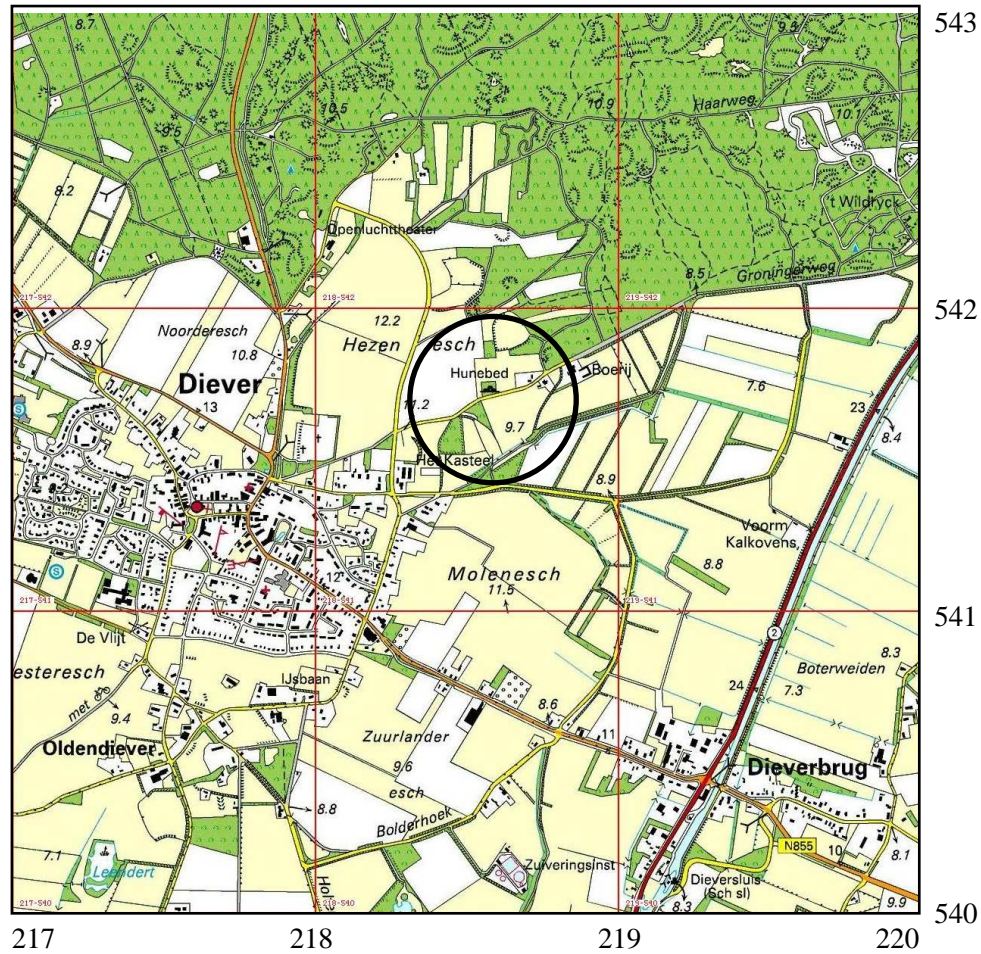 543
8.7
9.5
10.5
10.9
Haarweg
10.1
9.5
8.2
't Wildryck
Openluchttheater
8.5
Groningerweg
217-542
218-542
219-542
542
12.2
Noorderesch
Hezen esch
8.9
10.8
Hunebed
Boerij
Diever
7.6
13
11.2
9.7
23
8.4
S
Het Kasteel
8.9
Voorm
Kalkovens
8.8
S
12
Molenesch
11.5
217-541
218-541
219-541
541
De Vlijt
2
8.3
esteresch
IJsbaan
Boterweiden
24
7.3
met
9.4
8.6
11
Zuurlander
Oldendiever
Dieverbrug
9.6
esch
8.8
Bolderhoek
N855
10
7.1
8.1
Leendert
Zuiveringsinst
Dieversluis
(Sch sl)
Hol
8.3
9.9
217-540
218-540
219-540
540
217
218
219
220